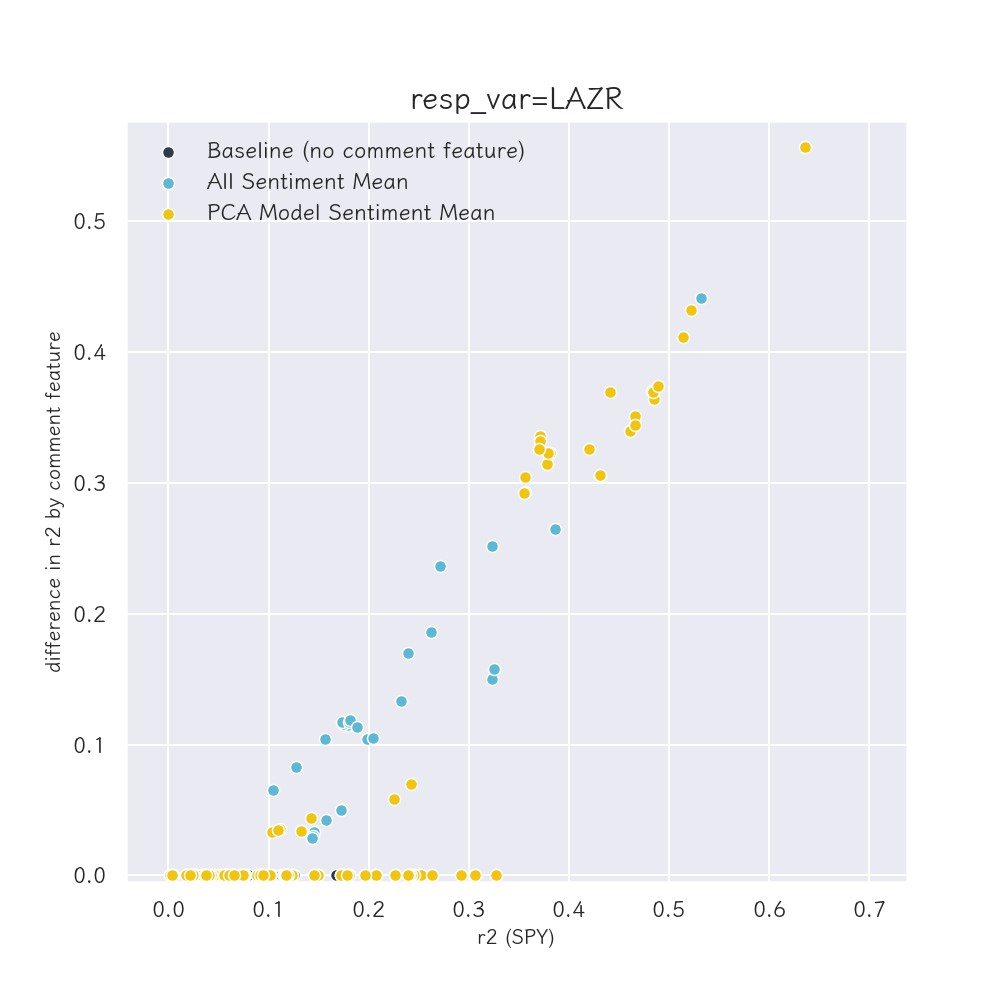 resp_var=LAZR
Baseline (no comment feature)
All Sentiment Mean
PCA Model Sentiment Mean
difference in r2 by comment feature
0.5
0.4
0.3
0.2
0.1
0.0
0.0 0.1 0.2 0.3 0.4 0.5 0.6 0.7
r2 (SPY)